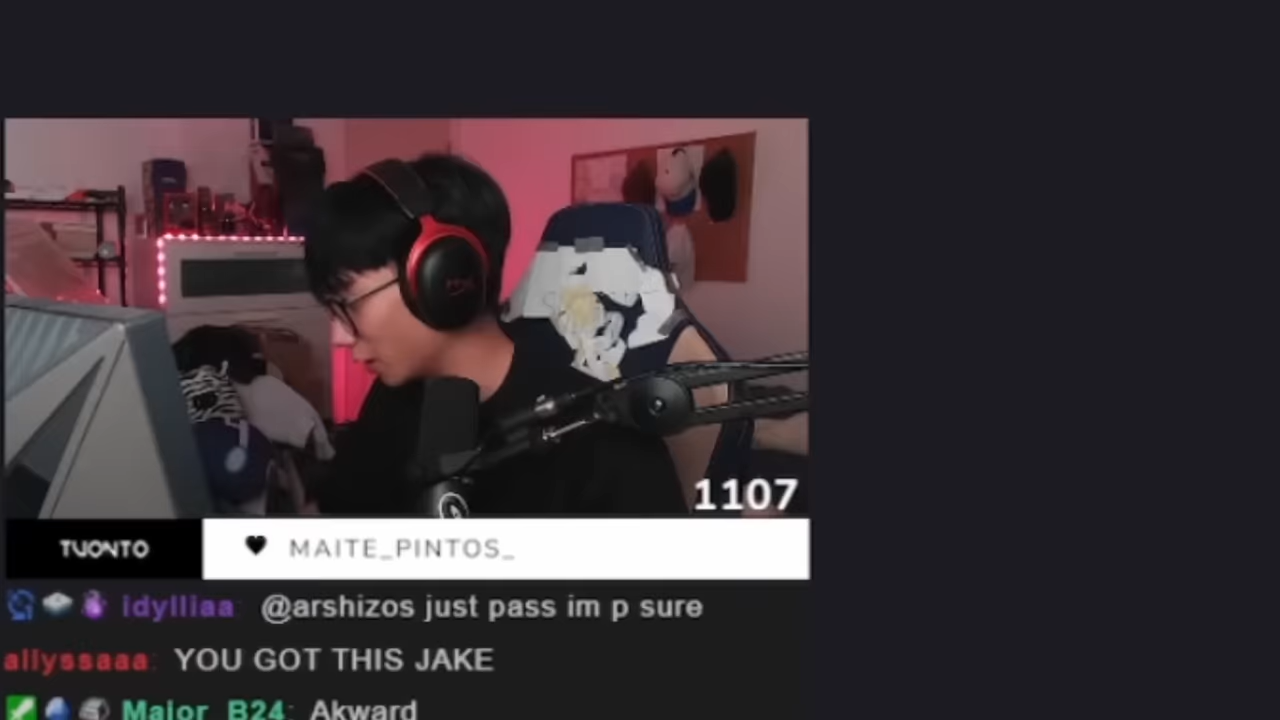 1107
TUONTO
MAITE_PINTOS_
idylliaa: @arshizos just pass im p sure
allyssaaa: YOU GOT THIS JAKE
Major_B24: Akward